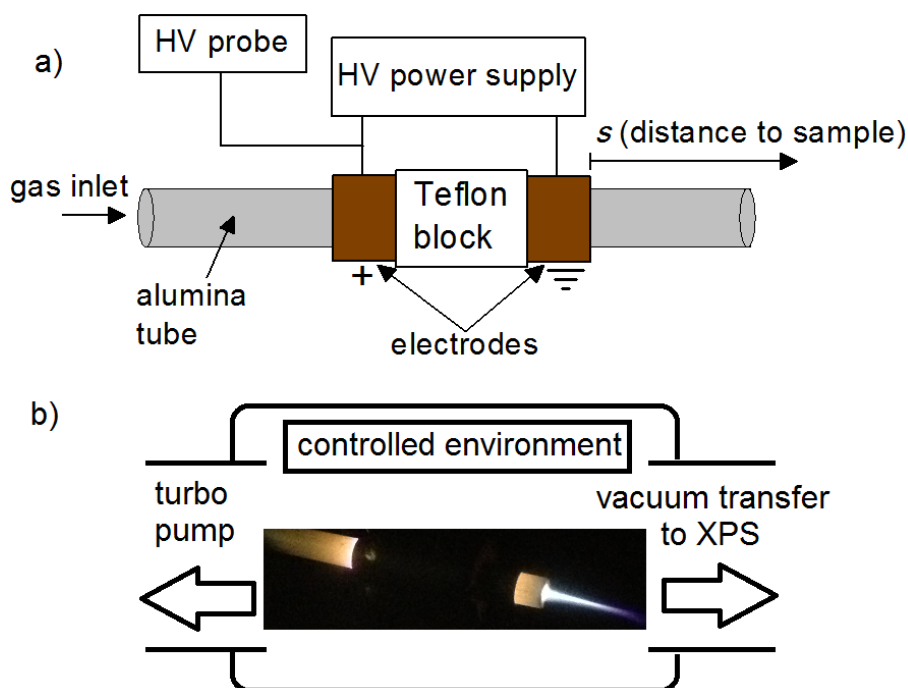 a)
HV probe
HV power supply
s (distance to sample)
gas inlet
Teflon
block
+
alumina
tube
electrodes
b)
controlled environment
turbo
pump
vacuum transfer
to XPS